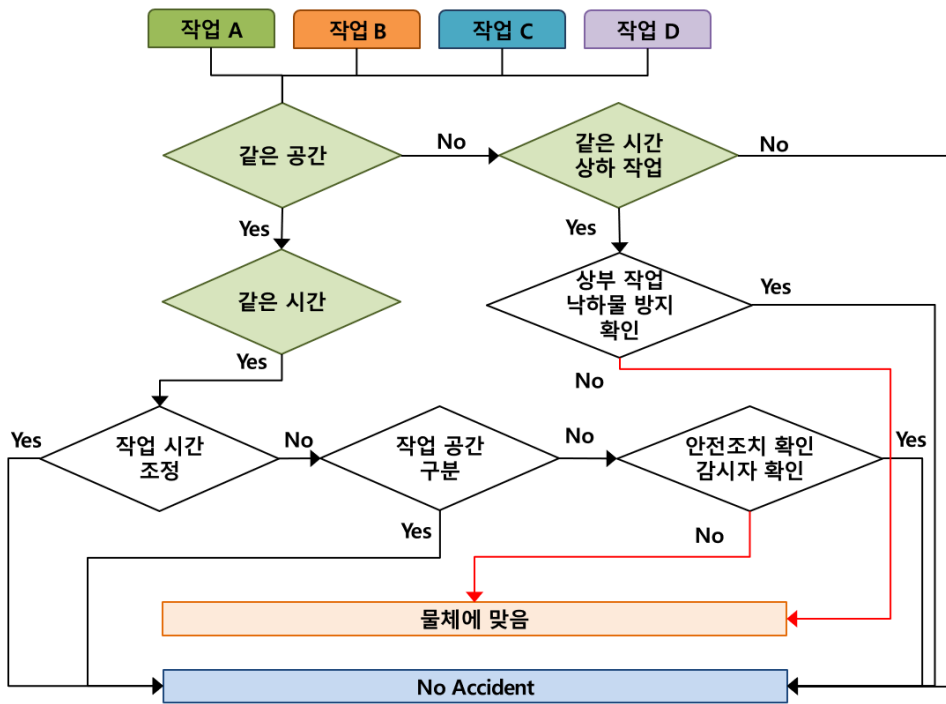 작업 A
작업 B
작업 C
작업 D
같은 공간
No
같은 시간
상하 작업
No
Yes
Yes
같은 시간
상부 작업
낙하물 방지
확인
Yes
Yes
No
Yes
작업 시간
조정
No
작업 공간
구분
No
안전조치 확인
감시자 확인
Yes
Yes
No
물체에 맞음
No Accident